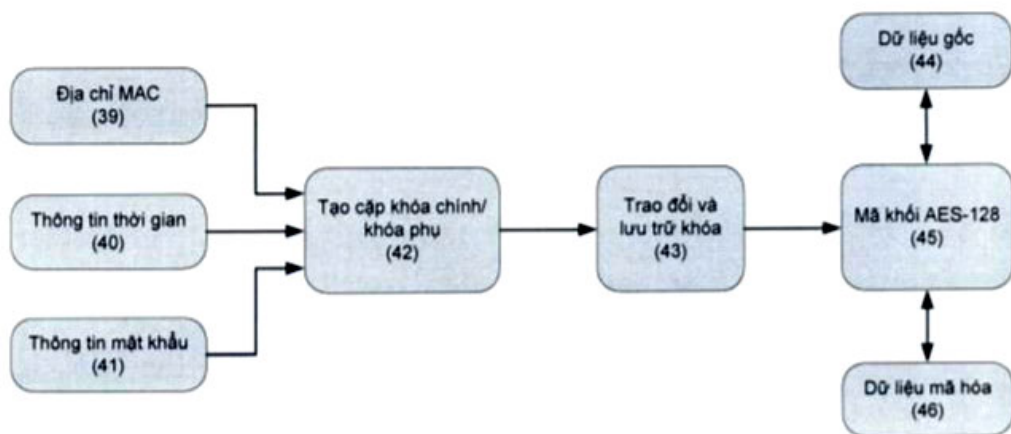 Địa chỉ MAC
(39)
Thông tin thời gian
(40)
Thông tin mật khẩu
(41)
Tạo cặp khóa chính/
khóa phụ
(42)
Trao đổi và
lưu trữ khóa
(43)
Dữ liệu gốc
(44)
Mã khối AES-128
(45)
Dữ liệu mã hóa
(46)